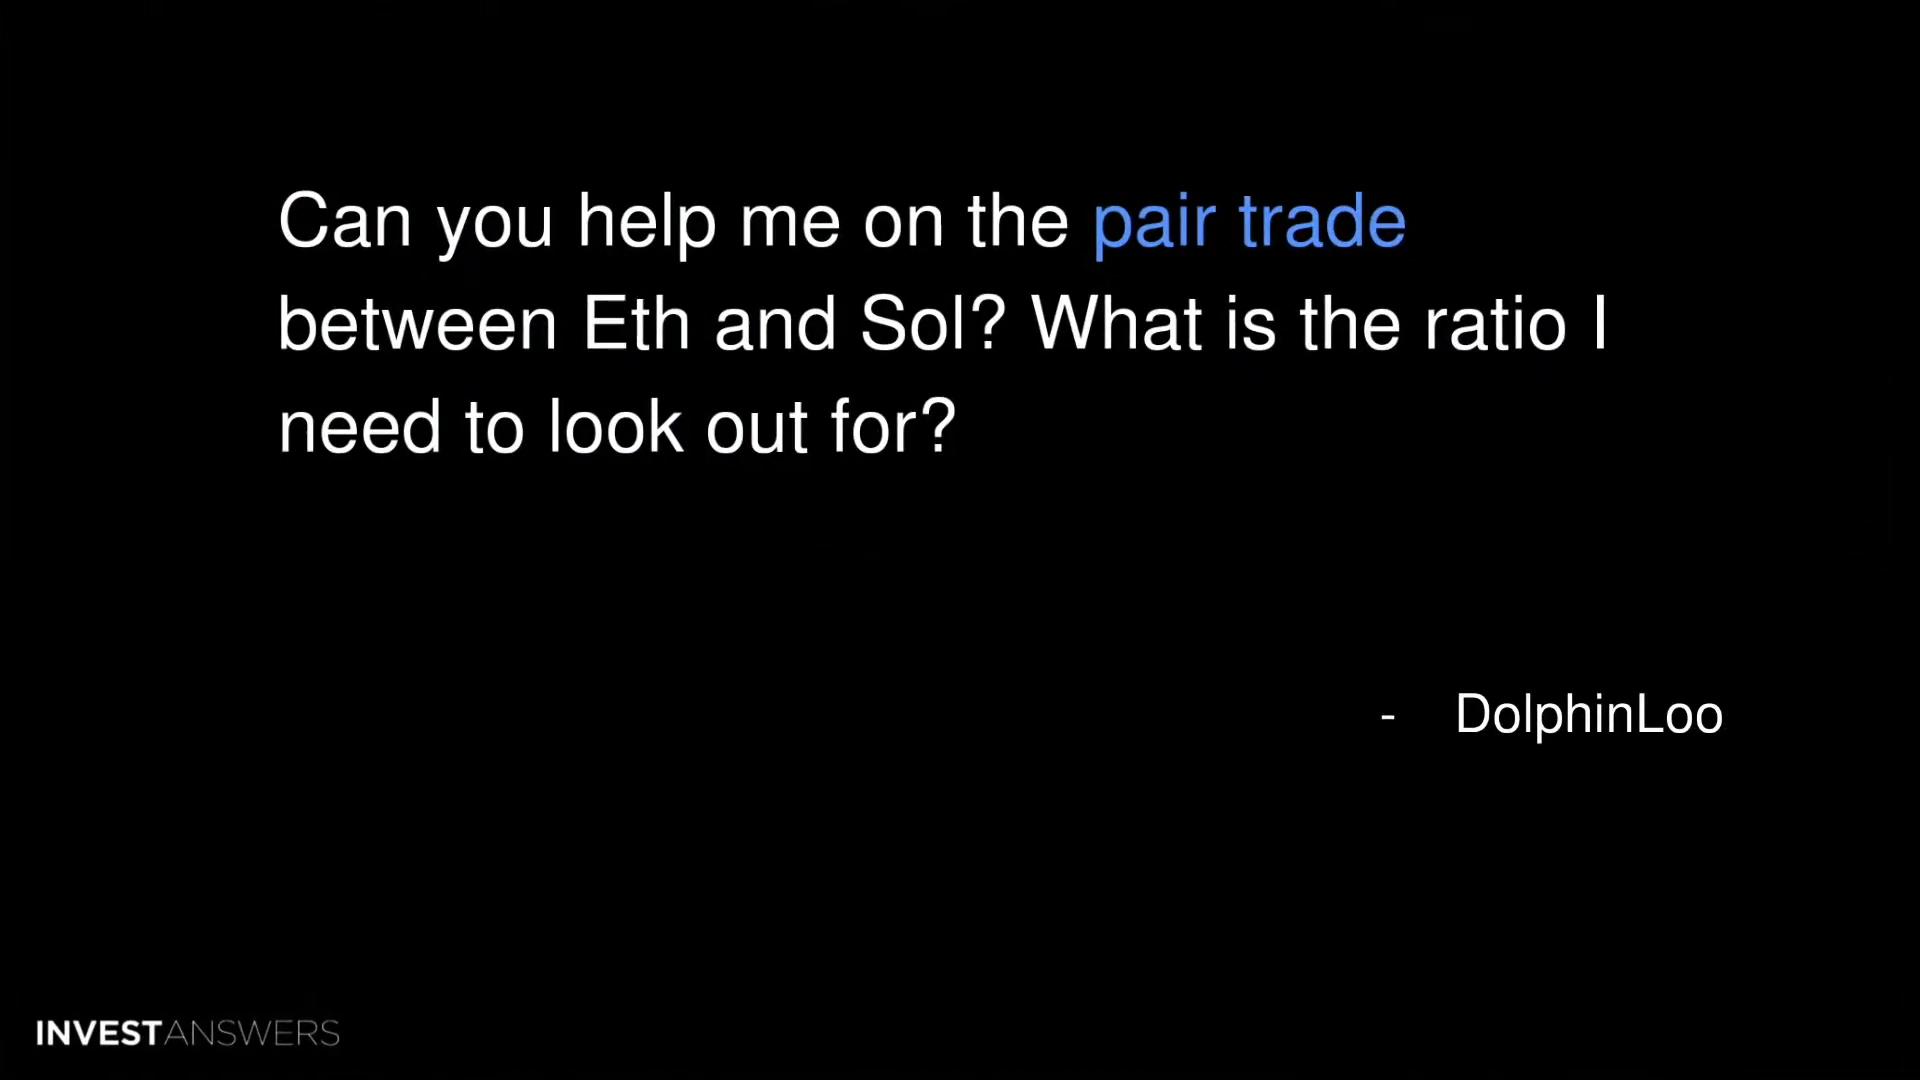 Can you help me on the pair trade
between Eth and Sol? What is the ratio I
need to look out for?
- DolphinLoo
INVESTANSWERS